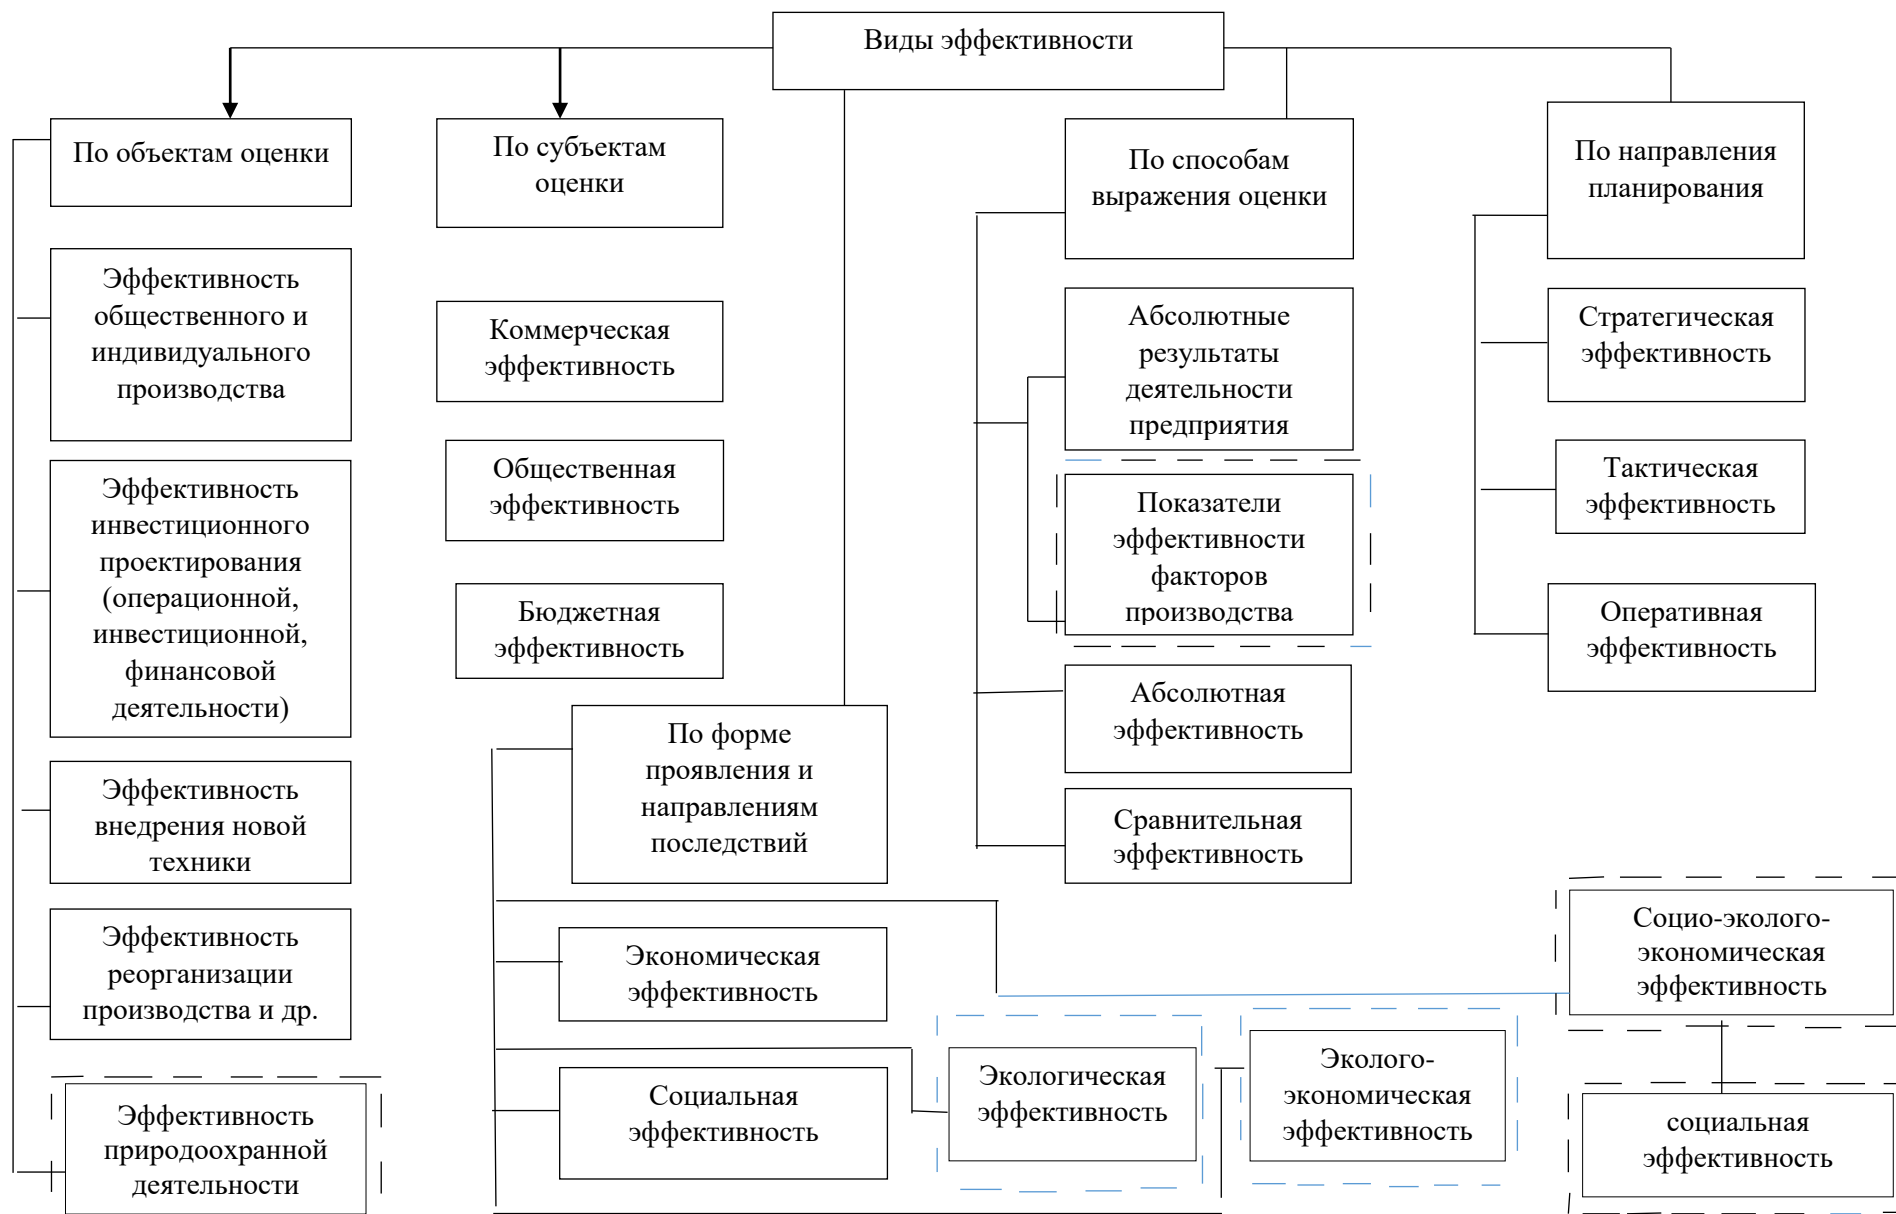 Виды эффективности
По объектам оценки
Эффективность
общественного и
индивидуального
производства
Эффективность
инвестиционного
проектирования
(операционной,
инвестиционной,
финансовой
деятельности)
Эффективность
внедрения новой
техники
Эффективность
реорганизации
производства и др.
Эффективность
природоохранной
деятельности
По субъектам
оценки
Коммерческая
эффективность
Общественная
эффективность
Бюджетная
эффективность
По форме
проявления и
направлениям
последствий
Экономическая
эффективность
Социальная
эффективность
Экологическая
эффективность
Эколого-
экономическая
эффективность
Социо-эколого-
экономическая
эффективность
социальная
эффективность
По способам
выражения оценки
Абсолютные
результаты
деятельности
предприятия
Показатели
эффективности
факторов
производства
Абсолютная
эффективность
Сравнительная
эффективность
По направления
планирования
Стратегическая
эффективность
Тактическая
эффективность
Оперативная
эффективность